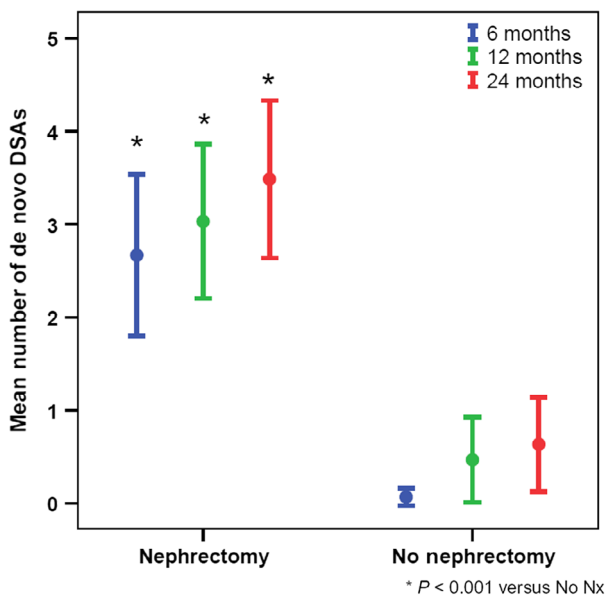 5
4
3
2
1
0
Mean number of de novo DSAs
6 months
12 months
24 months
*
*
*
Nephrectomy
No nephrectomy
* P < 0.001 versus No Nx